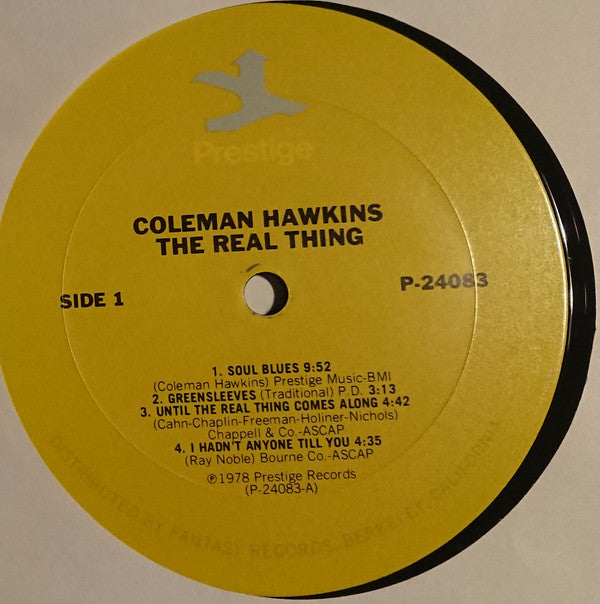 Prestige
COLEMAN HAWKINS
THE REAL THING
SIDE 1
P-24083
1. SOUL BLUES 9:52
(Coleman Hawkins) Prestige Music-BMI
2. GREENSLEEVES (Traditional) P.D. 3:13
3. UNTIL THE REAL THING COMES ALONG 4:42
(Cahn-Chaplin-Freeman-Holiner-Nichols)
Chappell & Co.-ASCAP
4. I HADN'T ANYONE TILL YOU 4:35
(Ray Noble) Bourne Co.-ASCAP
℗1978 Prestige Records
(P-24083-A)
DISTRIBUTED BY FANTASY RECORDS, BERKELEY, CALIFORNIA